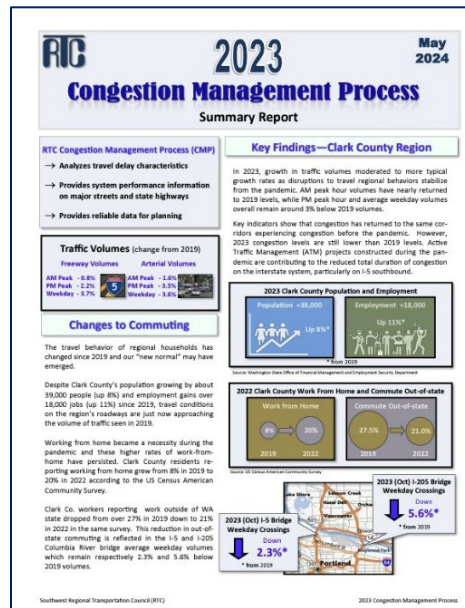 RTC
2023
May
2024
Congestion Management Process
Summary Report
RTC Congestion Management Process (CMP)
→ Analyzes travel delay characteristics
→ Provides system performance information
on major streets and state highways
→ Provides reliable data for planning
Traffic Volumes (change from 2019)
Freeway Volumes Arterial Volumes
AM Peak - 0.8% AM Peak - 1.6%
PM Peak - 2.2% PM Peak - 3.5%
Weekday - 3.7% Weekday - 3.6%
Changes to Commuting
The travel behavior of regional households has
changed since 2019 and our “new normal” may have
emerged.
Despite Clark County’s population growing by about
39,000 people (up 8%) and employment gains over
18,000 jobs (up 11%) since 2019, travel conditions
on the region’s roadways are just now approaching
the volume of traffic seen in 2019.
Working from home became a necessity during the
pandemic and these higher rates of work-from-
home have persisted. Clark County residents re-
porting working from home grew from 8% in 2019 to
20% in 2022 according to the US Census American
Community Survey.
Clark Co. workers reporting work outside of WA
state dropped from over 27% in 2019 down to 21%
in 2022 in the same survey. This reduction in out-of-
state commuting is reflected in the I-5 and I-205
Columbia River bridge average weekday volumes
which remain respectively 2.3% and 5.6% below
2019 volumes.
Key Findings—Clark County Region
In 2023, growth in traffic volumes moderated to more typical
growth rates as disruptions to travel regional behaviors stabilize
from the pandemic. AM peak hour volumes have nearly returned
to 2019 levels, while PM peak hour and average weekday volumes
overall remain around 3% below 2019 volumes.
Key indicators show that congestion has returned to the same cor-
ridors experiencing congestion before the pandemic. However,
2023 congestion levels are still lower than 2019 levels. Active
Traffic Management (ATM) projects constructed during the pan-
demic are contributing to the reduced total duration of congestion
on the interstate system, particularly on I-5 southbound.
2023 Clark County Population and Employment
Population +39,000 Employment +18,000
Up 8%* Up 11%*
* from 2019
Source: Washington State Office of Financial Management and Employment Security Department
2022 Clark County Work From Home and Commute Out-of-state
Work from Home Commute Out-of-state
8% 20% 27.5% 21.0%
2019 2022 2019 2022
Source: US Census American Community Survey
2023 (Oct) I-205 Bridge
Weekday Crossings
Down
5.6%*
* from 2019
2023 (Oct) I-5 Bridge
Weekday Crossings
Down
2.3%*
* from 2019
Vancouver
Portland
Southwest Regional Transportation Council (RTC) 2023 Congestion Management Process